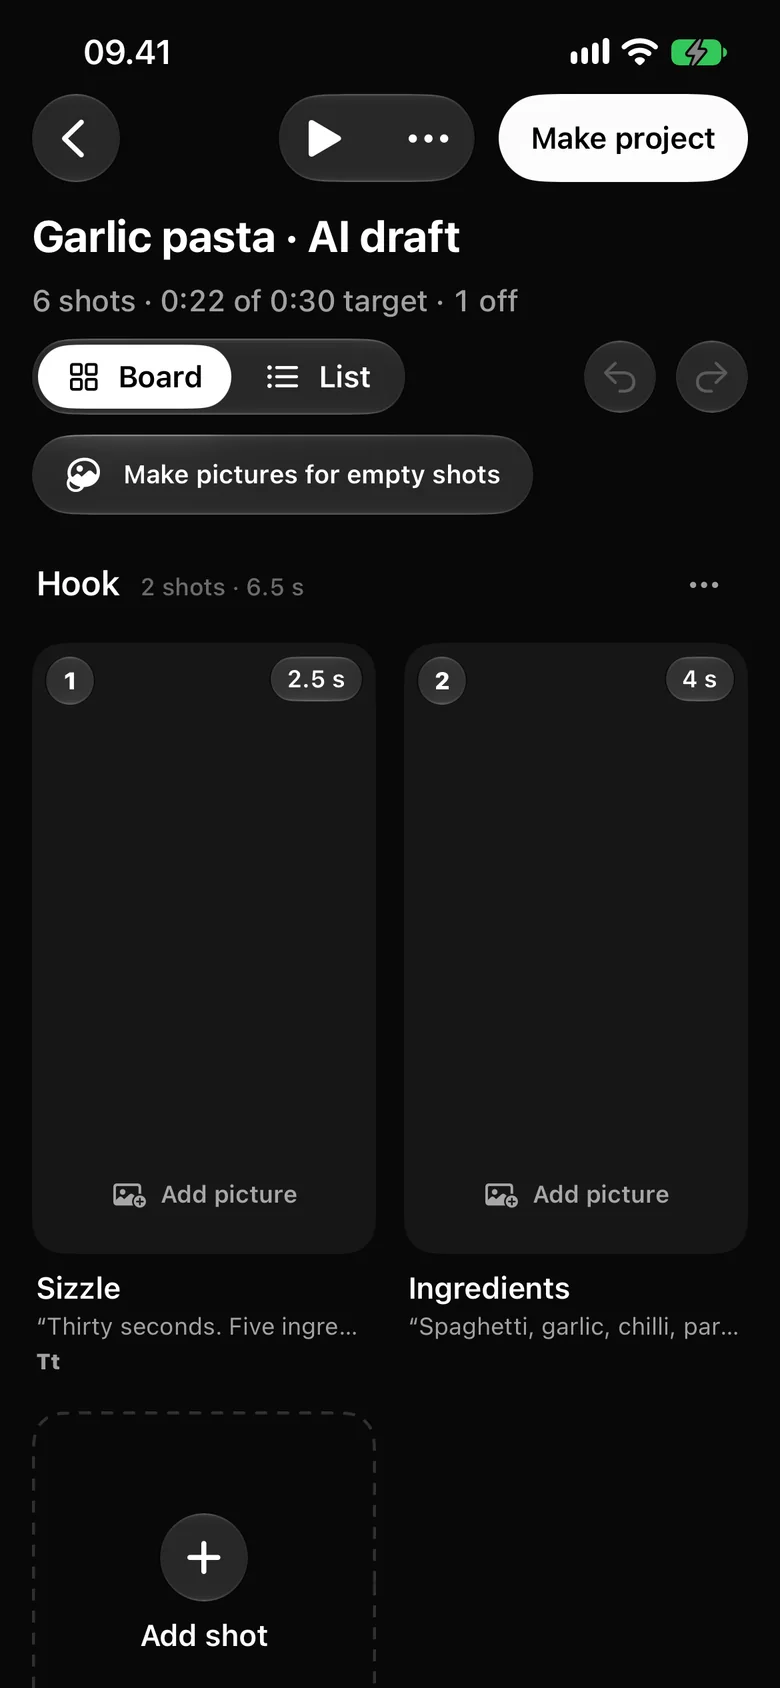 09.41
Make project
Garlic pasta · AI draft
6 shots · 0:22 of 0:30 target · 1 off
Board
List
Make pictures for empty shots
Hook 2 shots · 6.5 s
1
2.5 s
2
4 s
Add picture
Add picture
Sizzle
“Thirty seconds. Five ingre...
Tt
Ingredients
“Spaghetti, garlic, chilli, par...
Add shot